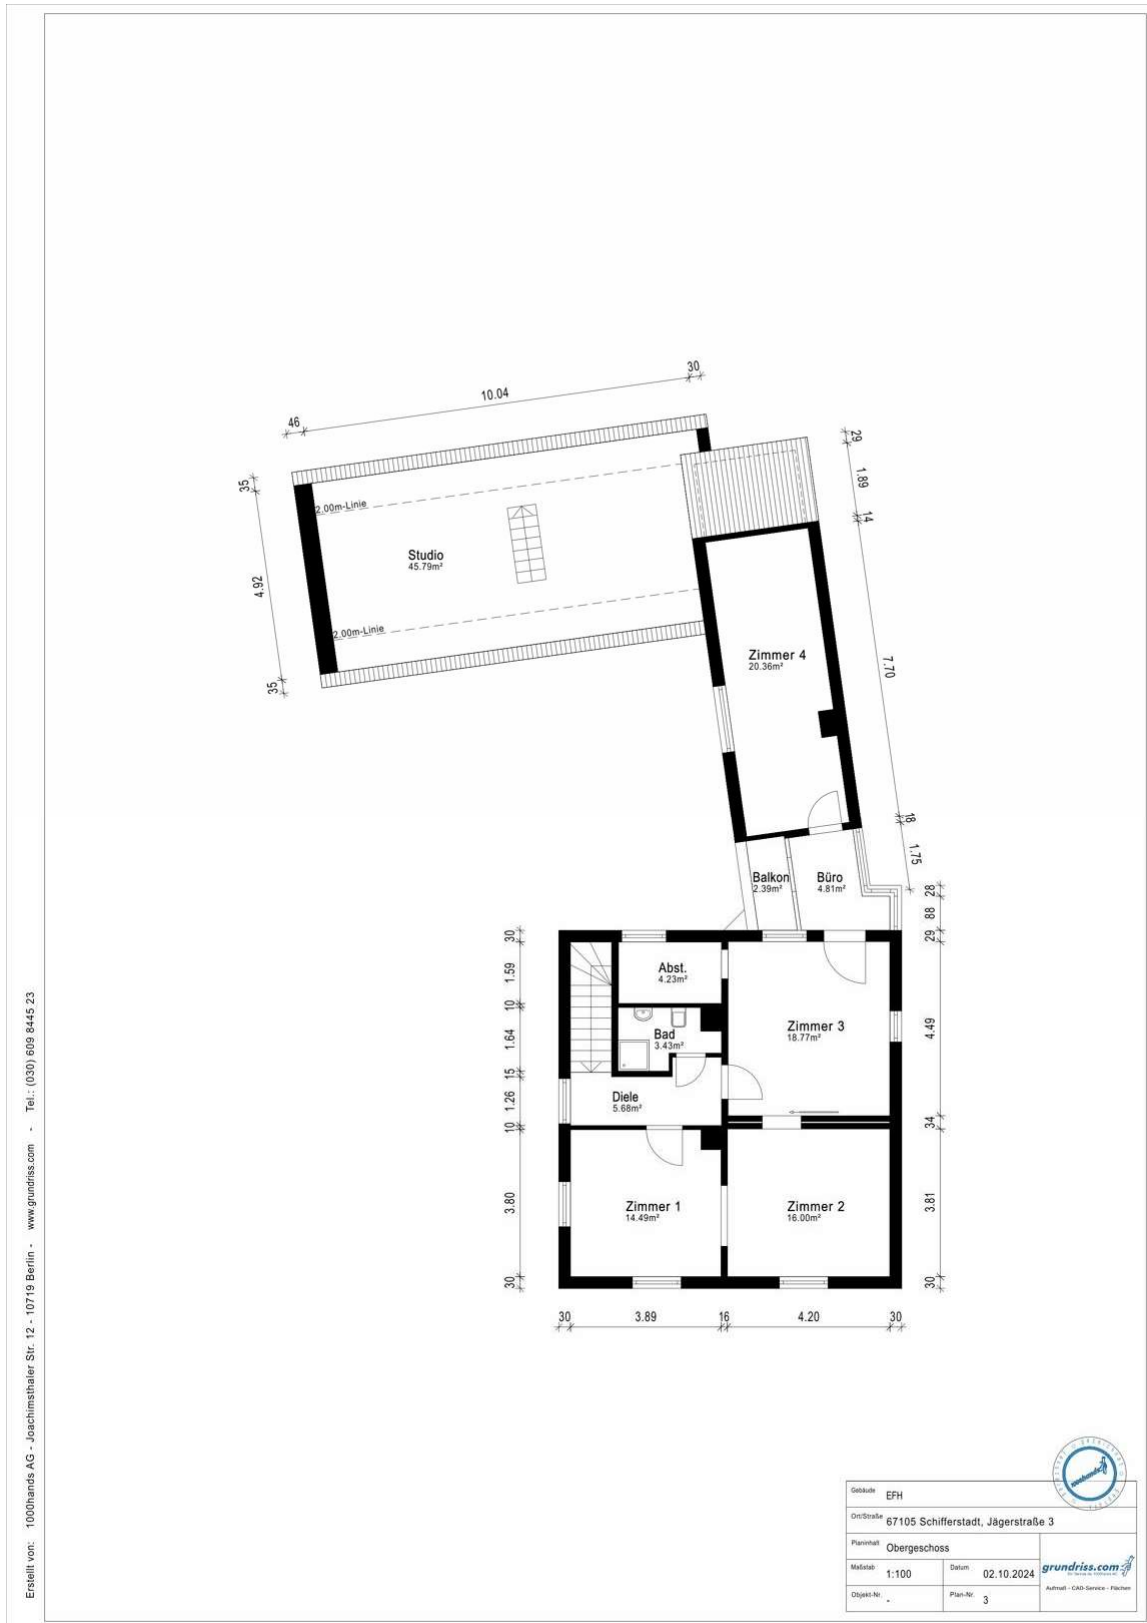 30
10.04
46
29
1.89
14
35
2.00m-Linie
Studio
45.79m²
4.92
2.00m-Linie
35
Zimmer 4
20.36m²
7.70
18
1.75
Balkon
2.39m²
Büro
4.81m²
28
88
29
30
1.59
10
1.64
15
1.26
10
3.80
30
Abst.
4.23m²
Bad
3.43m²
Zimmer 3
18.77m²
4.49
Diele
5.68m²
34
Zimmer 1
14.49m²
Zimmer 2
16.00m²
3.81
30
30
3.89
16
4.20
30
Erstellt von: 1000hands AG - Joachimsthaler Str. 12 - 10719 Berlin - www.grundriss.com - Tel.: (030) 609 8445 23
1000hands
Gebäude EFH
Ort/Straße 67105 Schifferstadt, Jägerstraße 3
Planinhalt Obergeschoss
Maßstab 1:100 Datum 02.10.2024
Objekt-Nr. - Plan-Nr. 3
grundriss.com
Aufmaß - CAD-Service - Flächen